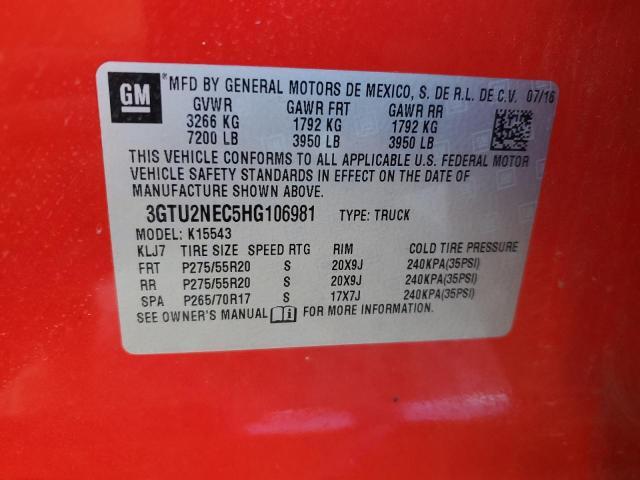 GM
®MFD BY GENERAL MOTORS DE MEXICO, S. DE R.L. DE C.V. 07/16
GVWR GAWR FRT GAWR RR
3266 KG 1792 KG 1792 KG
7200 LB 3950 LB 3950 LB
THIS VEHICLE CONFORMS TO ALL APPLICABLE U.S. FEDERAL MOTOR
VEHICLE SAFETY STANDARDS IN EFFECT ON THE DATE OF
MANUFACTURE SHOWN ABOVE.
3GTU2NEC5HG106981 TYPE: TRUCK
MODEL: K15543
KLJ7 TIRE SIZE SPEED RTG RIM COLD TIRE PRESSURE
FRT P275/55R20 S 20X9J 240KPA(35PSI)
RR P275/55R20 S 20X9J 240KPA(35PSI)
SPA P265/70R17 S 17X7J 240KPA(35PSI)
SEE OWNER'S MANUAL FOR MORE INFORMATION.